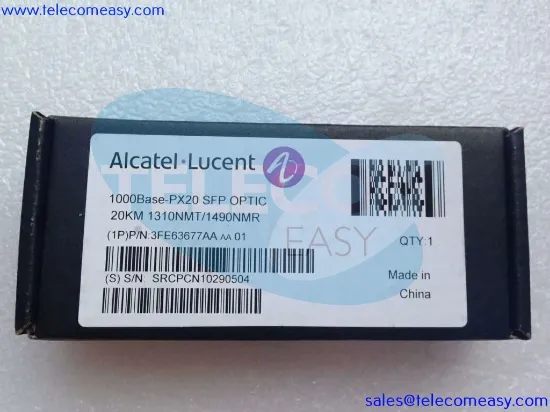 www.telecomeasy.com
Alcatel·Lucent
1000Base-PX20 SFP OPTIC
20KM 1310NMT/1490NMR
(1P)P/N:3FE63677AA AA 01
(S) S/N SRCPCN10290504
QTY:1
Made in
China
TELECOM
EASY
sales@telecomeasy.com